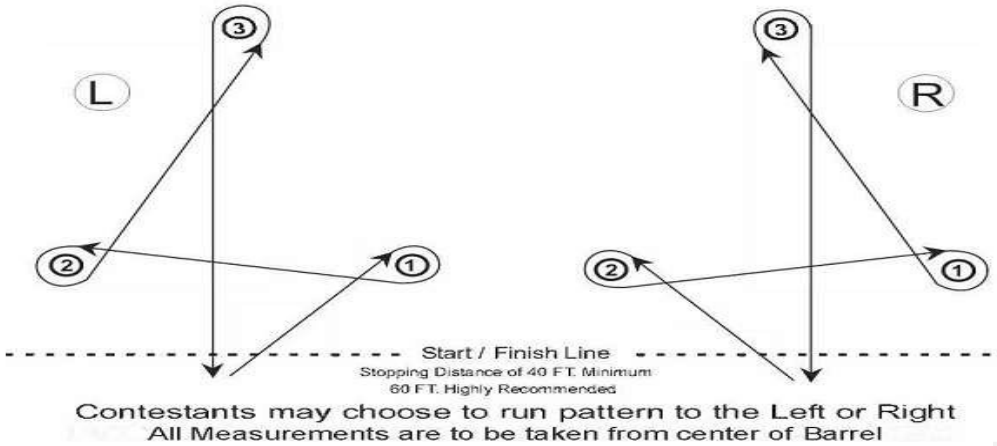 3 3
L R
2 1 2 1
Start / Finish Line
Stopping Distance of 40 FT. Minimum
60 FT. Highly Recommended
Contestants may choose to run pattern to the Left or Right
All Measurements are to be taken from center of Barrel